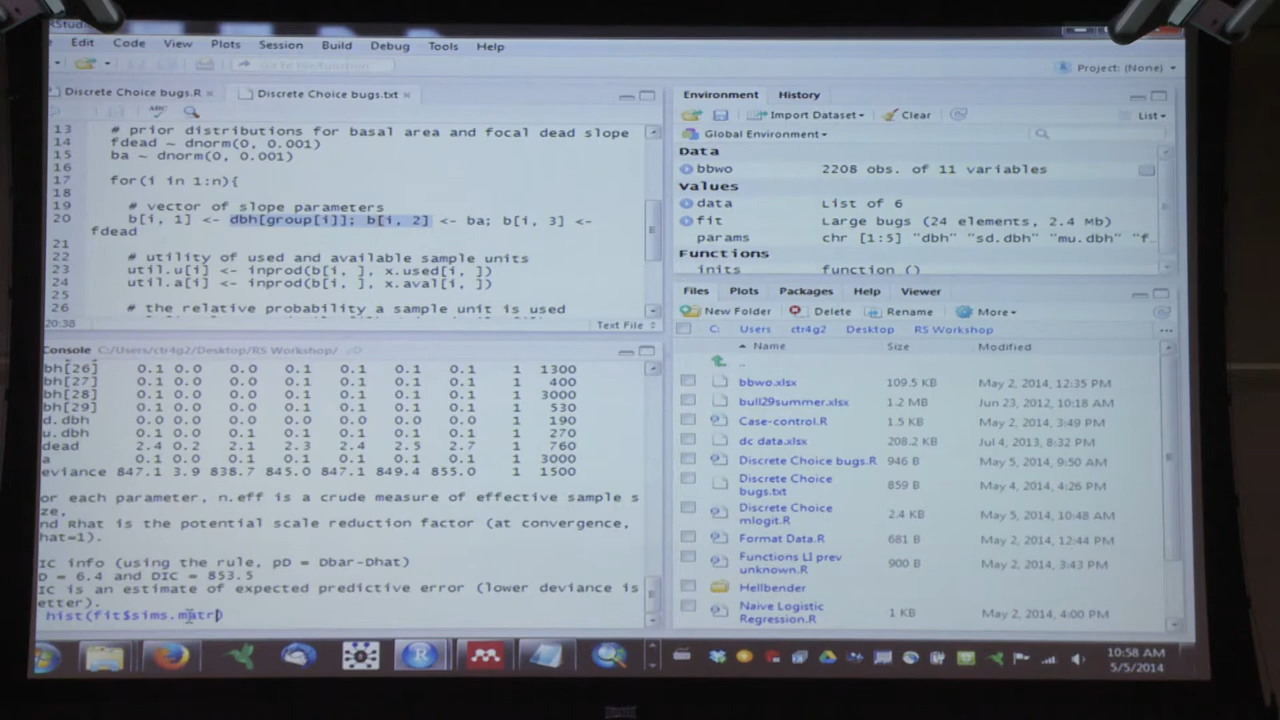 RStud
Edit Code View Plots Session Build Debug Tools Help
Go to file/function
Project: (None)
Discrete Choice bugs.R
Discrete Choice bugs.txt
13 # prior distributions for basal area and focal dead slope
14 fdead ~ dnorm(0, 0.001)
15 ba ~ dnorm(0, 0.001)
16
17 for(i in 1:n){
18
19 # vector of slope parameters
20 b[i, 1] <- dbh[group[i]]; b[i, 2] <- ba; b[i, 3] <-
fdead
21
22 # utility of used and available sample units
23 util.u[i] <- inprod(b[i, ], x.used[i, ])
24 util.a[i] <- inprod(b[i, ], x.aval[i, ])
25
26 # the relative probability a sample unit is used
20:38
Text File
Console C:/Users/ctr4g2/Desktop/RS Workshop/
bh[26] 0.1 0.0 0.0 0.1 0.1 0.1 0.1 1 1300
bh[27] 0.1 0.0 0.0 0.1 0.1 0.1 0.1 1 400
bh[28] 0.1 0.0 0.0 0.1 0.1 0.1 0.1 1 3000
bh[29] 0.1 0.0 0.0 0.1 0.1 0.1 0.1 1 530
d.dbh 0.0 0.0 0.0 0.0 0.0 0.0 0.0 1 190
u.dbh 0.1 0.0 0.0 0.1 0.1 0.1 0.1 1 270
dead 2.4 0.2 2.1 2.3 2.4 2.5 2.7 1 760
a 0.1 0.0 0.0 0.1 0.1 0.1 0.1 1 3000
eviance 847.1 3.9 838.7 845.0 847.1 849.4 855.0 1 1500
or each parameter, n.eff is a crude measure of effective sample s
ze,
nd Rhat is the potential scale reduction factor (at convergence,
hat=1).
IC info (using the rule, pD = Dbar-Dhat)
D = 6.4 and DIC = 853.5
IC is an estimate of expected predictive error (lower deviance is
etter).
hist(fit$sims.matr)
Environment History
Import Dataset Clear List
Global Environment
Data
bbwo 2208 obs. of 11 variables
Values
data List of 6
fit Large bugs (24 elements, 2.4 Mb)
params chr [1:5] "dbh" "sd.dbh" "mu.dbh" "f…
Functions
inits function ()
Files Plots Packages Help Viewer
New Folder Delete Rename More
C: Users ctr4g2 Desktop RS Workshop
Name Size Modified
..
bbwo.xlsx 109.5 KB May 2, 2014, 12:35 PM
bull29summer.xlsx 1.2 MB Jun 23, 2012, 10:18 AM
Case-control.R 1.5 KB May 2, 2014, 3:49 PM
dc data.xlsx 208.2 KB Jul 4, 2013, 8:32 PM
Discrete Choice bugs.R 946 B May 5, 2014, 9:50 AM
Discrete Choice
bugs.txt 859 B May 4, 2014, 4:26 PM
Discrete Choice
mlogit.R 2.4 KB May 5, 2014, 10:48 AM
Format Data.R 681 B May 2, 2014, 12:44 PM
Functions LI prev
unknown.R 900 B May 2, 2014, 3:43 PM
Hellbender
Naive Logistic
Regression.R 1 KB May 2, 2014, 4:00 PM
10:58 AM
5/5/2014